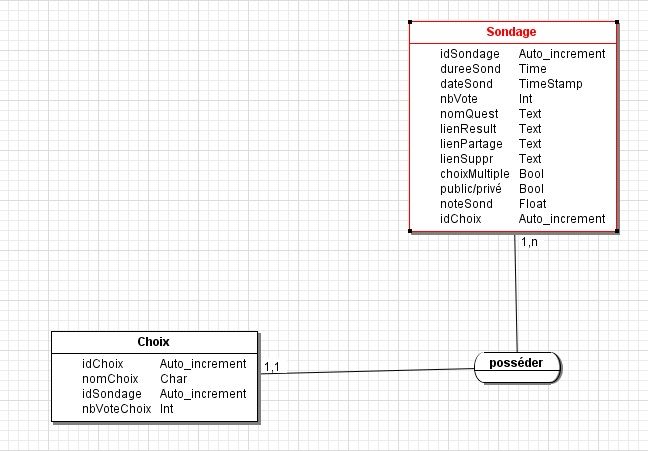 Sondage
idSondage Auto_increment
dureeSond Time
dateSond TimeStamp
nbVote Int
nomQuest Text
lienResult Text
lienPartage Text
lienSuppr Text
choixMultiple Bool
public/privé Bool
noteSond Float
idChoix Auto_increment
1,n
Choix
idChoix Auto_increment
nomChoix Char
idSondage Auto_increment
nbVoteChoix Int
1,1
posséder